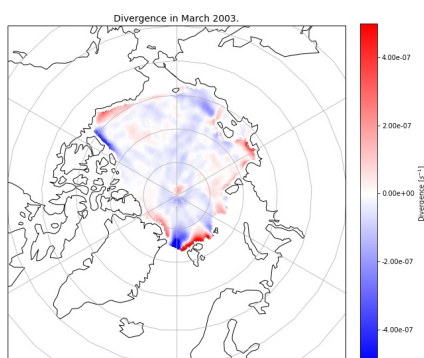 Divergence in March 2003.
4.00e-07
2.00e-07
0.00e+00
-2.00e-07
-4.00e-07
Divergence [s⁻¹]